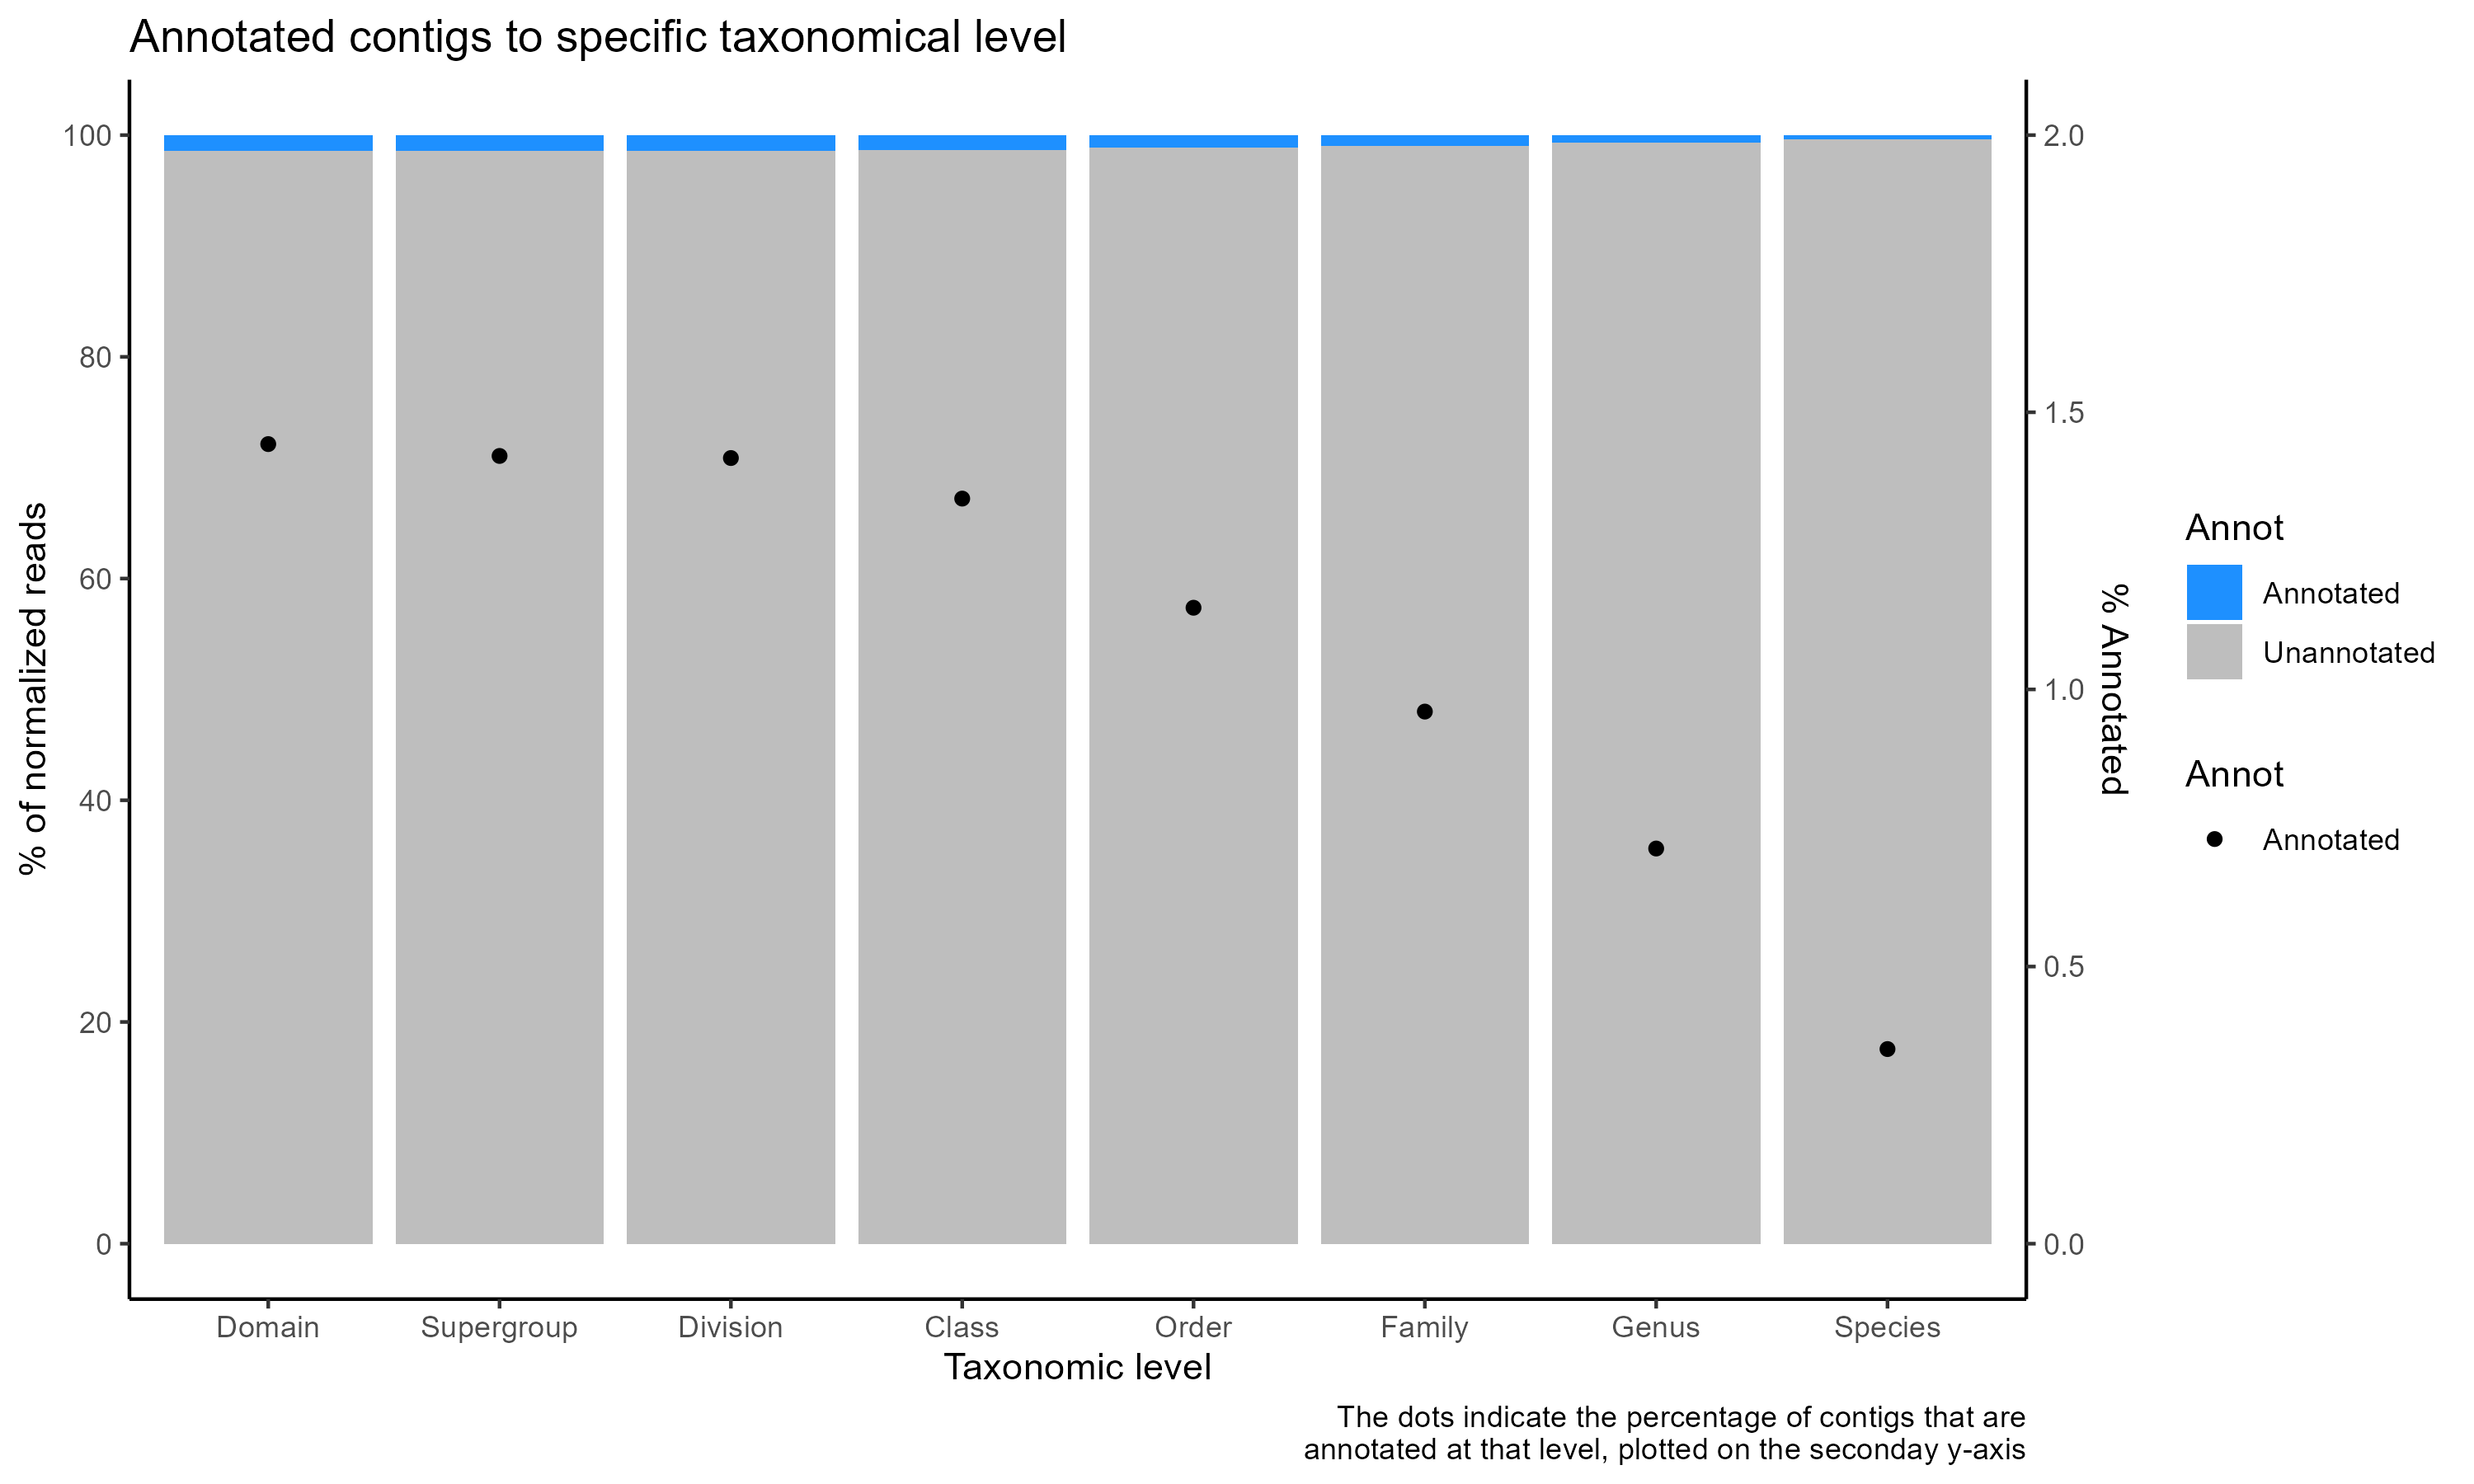 Annotated contigs to specific taxonomical level
% of normalized reads
100
80
60
40
20
0
2.0
1.5
1.0
0.5
0.0
% Annotated
Domain Supergroup Division Class Order Family Genus Species
Taxonomic level
Annot
Annotated
Unannotated
Annot
Annotated
The dots indicate the percentage of contigs that are
annotated at that level, plotted on the seconday y-axis